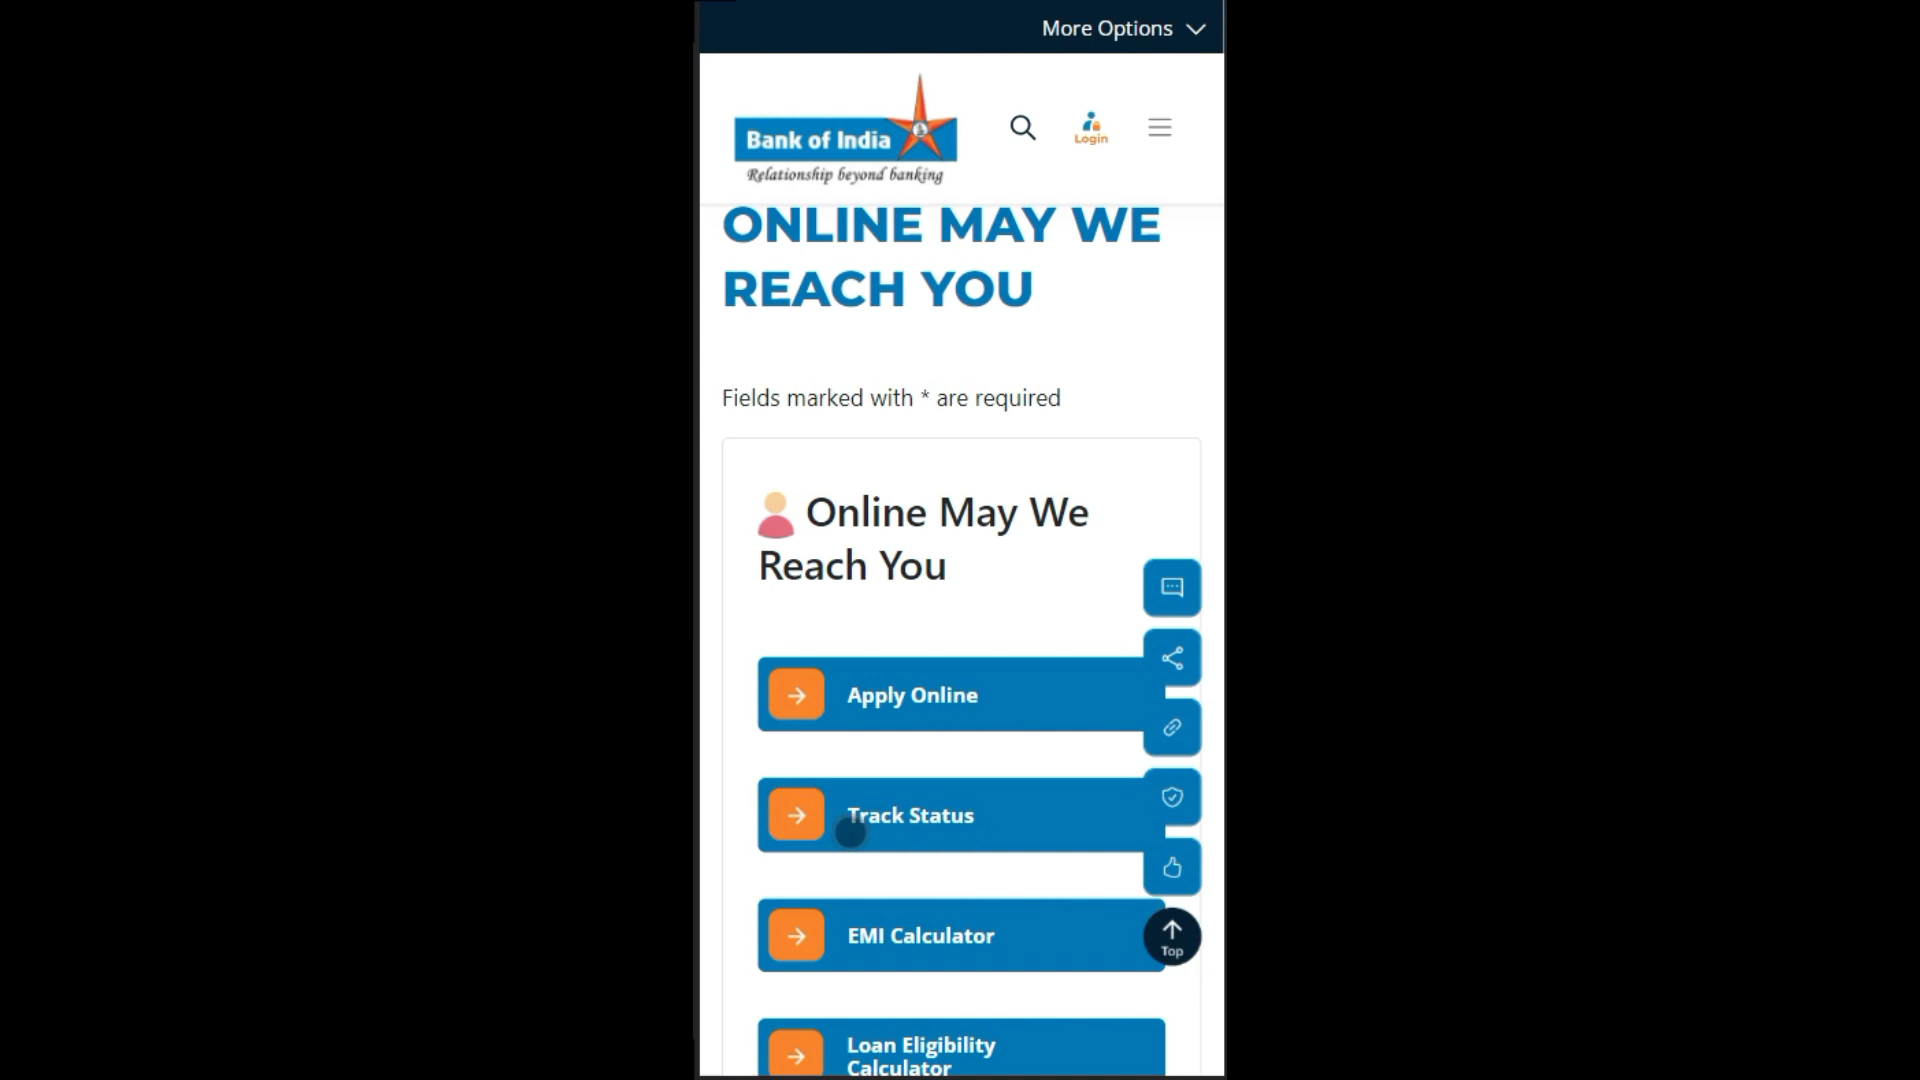 More Options
Bank of India
Relationship beyond banking
Login
ONLINE MAY WE
REACH YOU
Fields marked with * are required
Online May We
Reach You
Apply Online
Track Status
EMI Calculator
Top
Loan Eligibility
Calculator